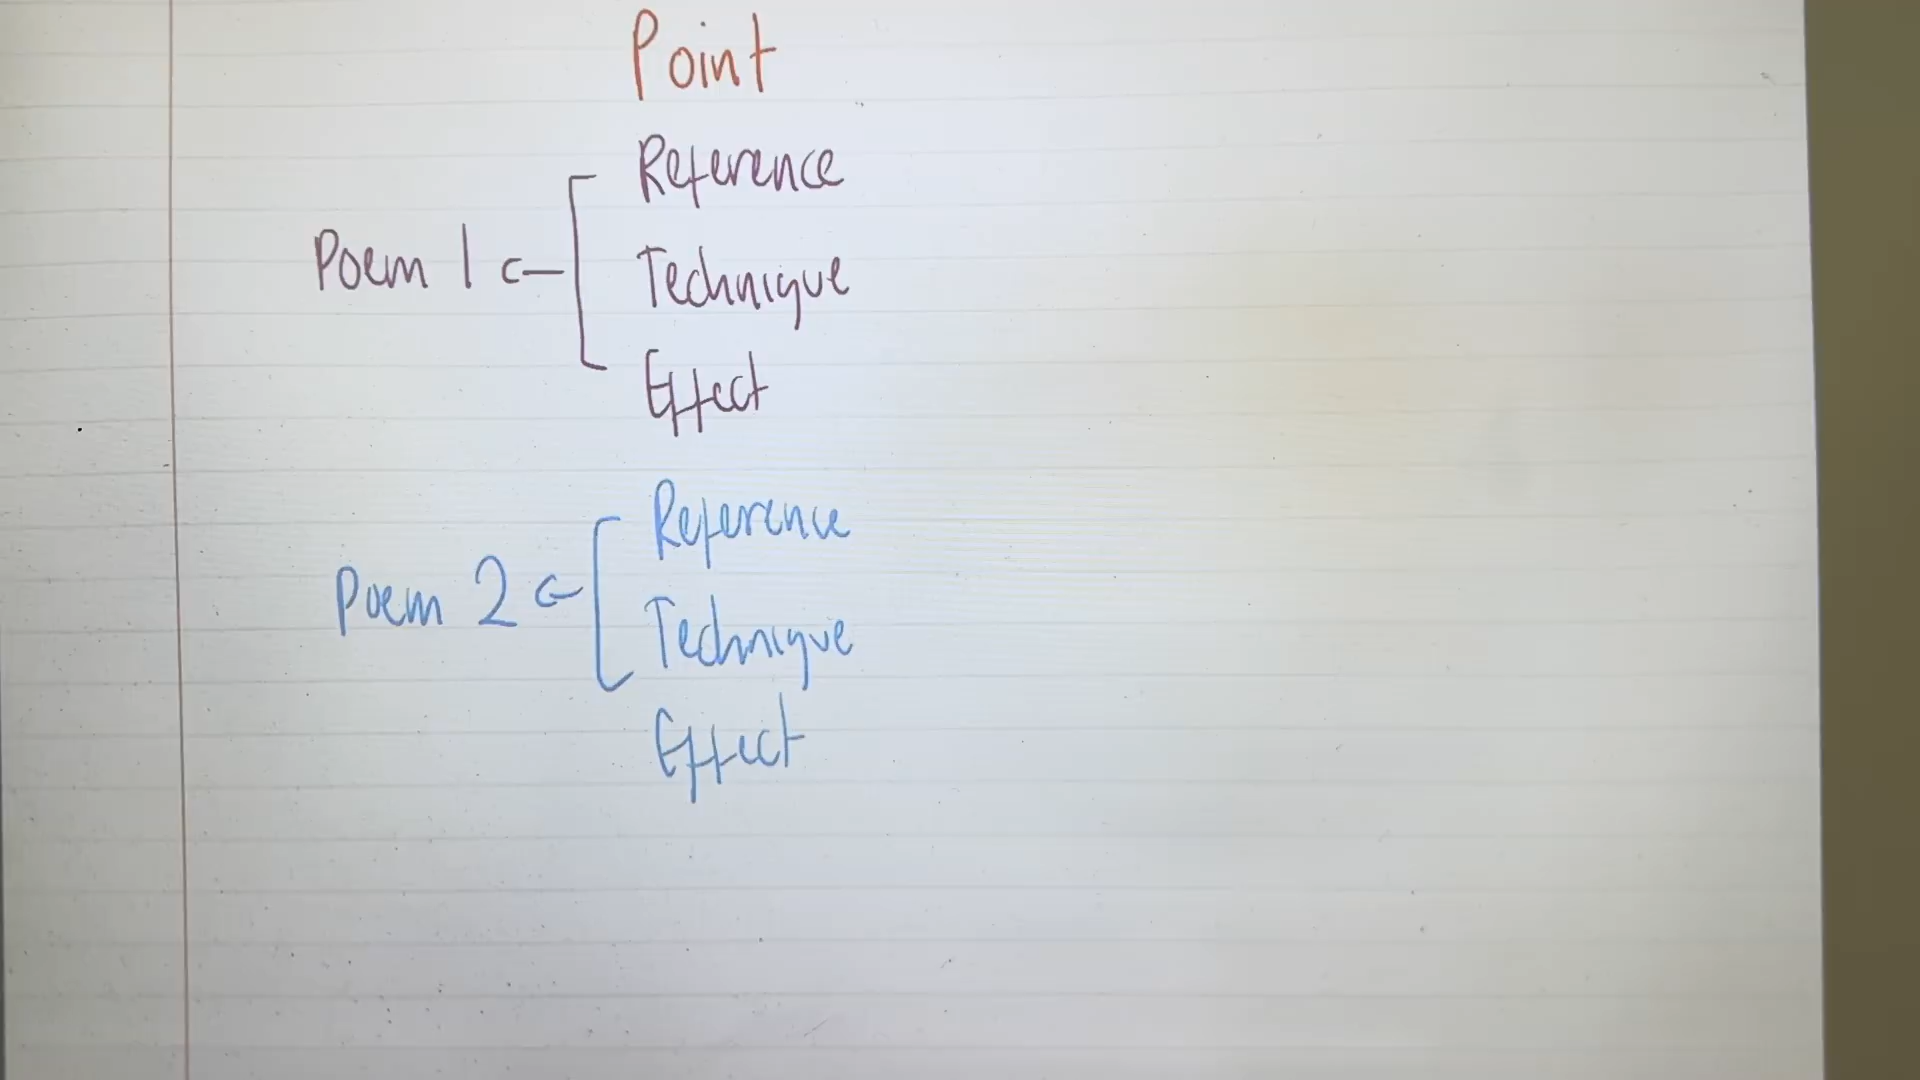 Point
Reference
Poem 1
Technique
Effect
Reference
Poem 2
Technique
Effect